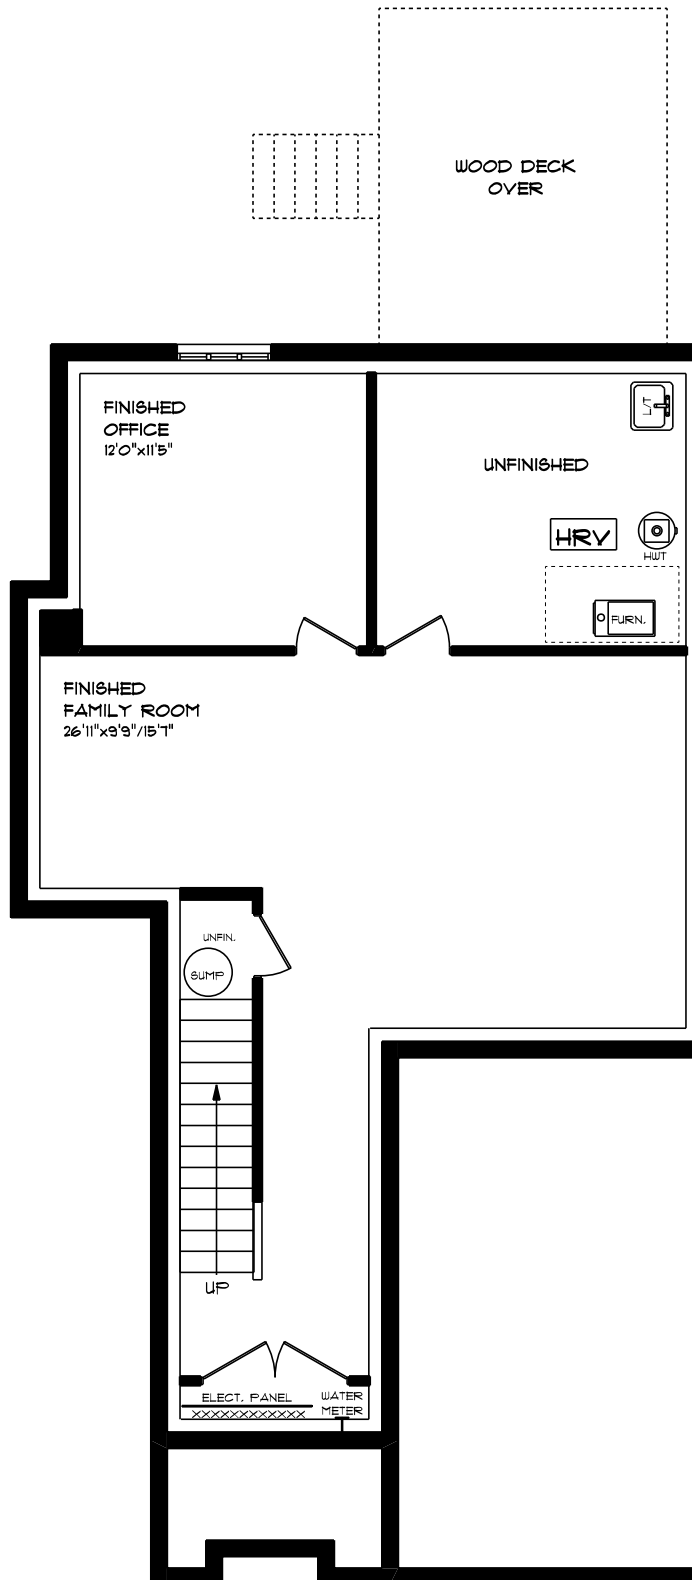 WOOD DECK
OVER
FINISHED
OFFICE
12'0"x11'5"
L/T
UNFINISHED
HRV
HWT
FURN.
FINISHED
FAMILY ROOM
26'11"x9'9"/15'7"
UNFIN.
SUMP
UP
ELECT. PANEL
WATER
METER